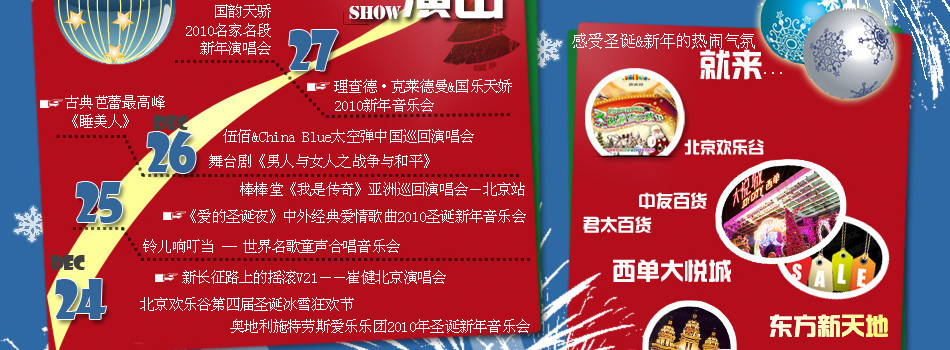 SHOW演出
国韵天骄
2010名家名段
新年演唱会
27
理查德·克莱德曼&国乐天娇
2010新年音乐会
古典芭蕾最高峰
《睡美人》
DEC
26
伍佰&China Blue太空弹中国巡回演唱会
舞台剧《男人与女人之战争与和平》
25
棒棒堂《我是传奇》亚洲巡回演唱会—北京站
《爱的圣诞夜》中外经典爱情歌曲2010圣诞新年音乐会
铃儿响叮当 — 世界名歌童声合唱音乐会
DEC
24
新长征路上的摇滚V21——崔健北京演唱会
北京欢乐谷第四届圣诞冰雪狂欢节
奥地利施特劳斯爱乐乐团2010年圣诞新年音乐会
感受圣诞&新年的热闹气氛
就来...
北京欢乐谷
中友百货
君太百货
大悦城
JOY CITY 西单
西单大悦城
SALE
东方新天地